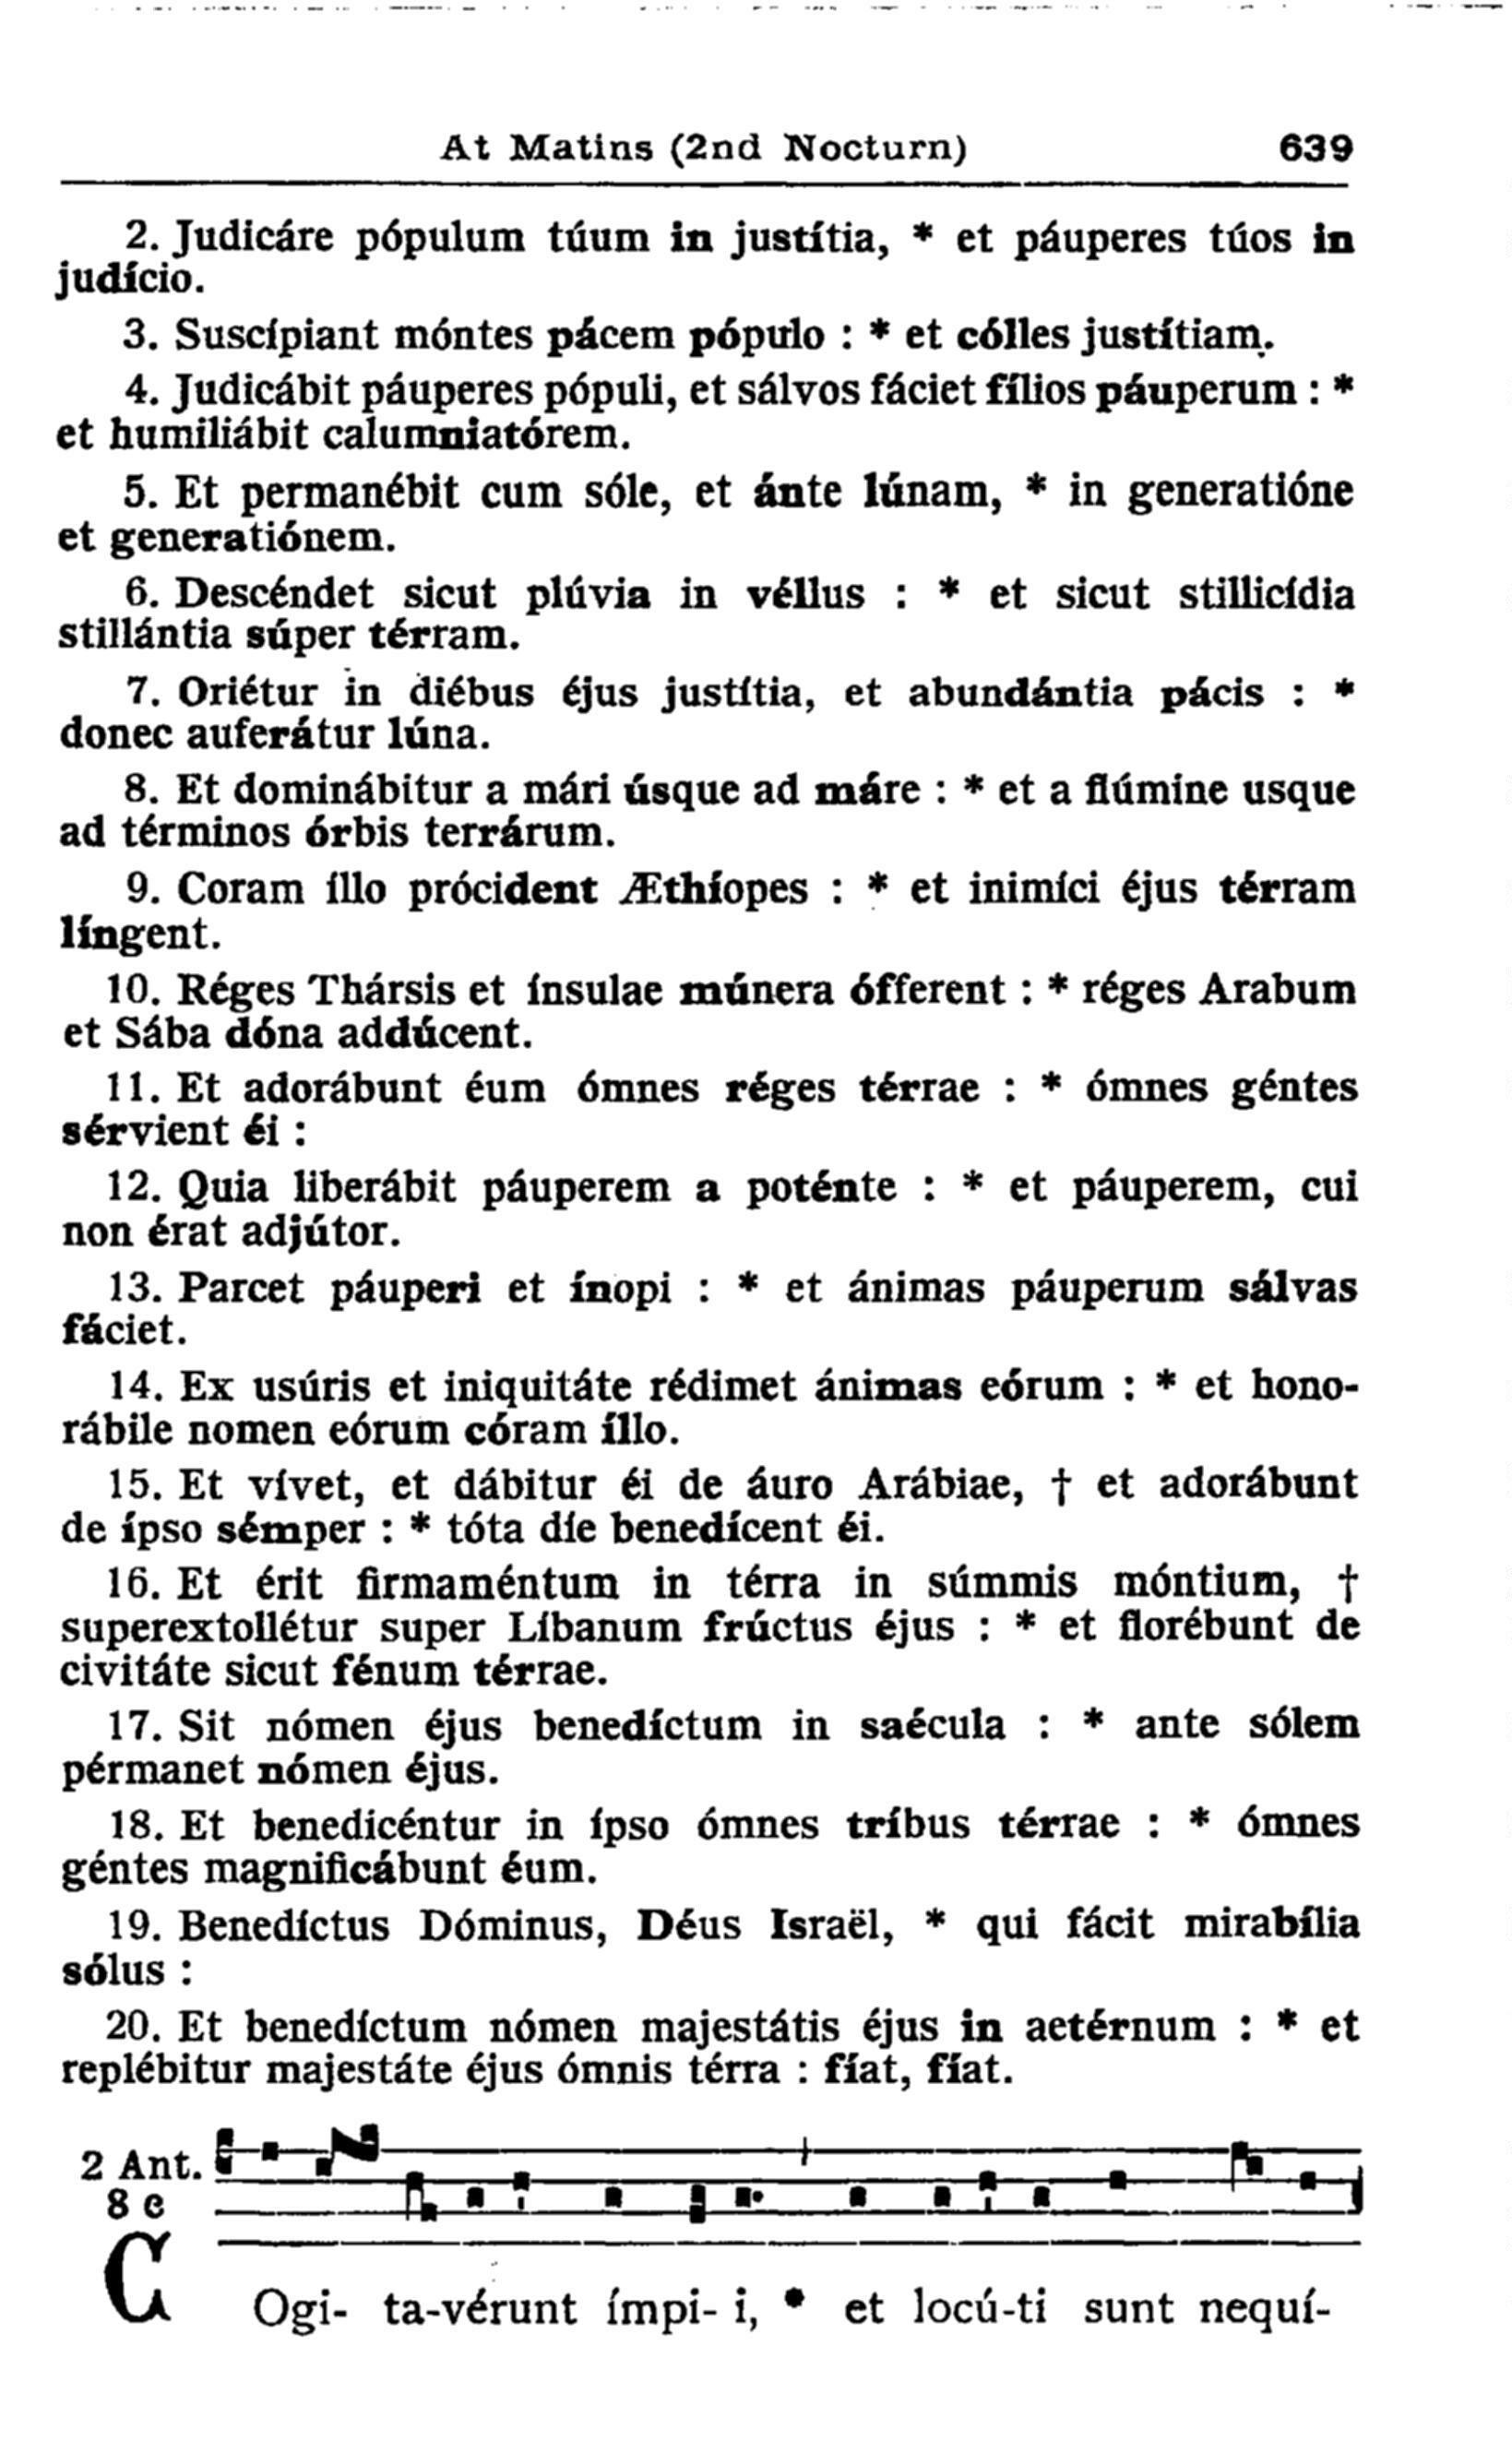 At Matins (2nd Nocturn) 639
2. Judicáre pópulum túum in justítia, * et páuperes túos in
judício.
3. Suscípiant móntes pácem pópulo : * et cólles justítiam.
4. Judicábit páuperes pópuli, et sálvos fáciet fílios páuperum : *
et humiliábit calumniatórem.
5. Et permanébit cum sóle, et ánte lúnam, * in generatióne
et generatiónem.
6. Descéndet sicut plúvia in véllus : * et sicut stillicídia
stillántia súper térram.
7. Oriétur in diébus éjus justítia, et abundántia pácis : *
donec auferátur lúna.
8. Et dominábitur a mári úsque ad máre : * et a flúmine usque
ad términos órbis terrárum.
9. Coram íllo prócident Æthíopes : * et inimíci éjus térram
língent.
10. Réges Thársis et ínsulae múnera ófferent : * réges Arabum
et Sába dóna addúcent.
11. Et adorábunt éum ómnes réges térrae : * ómnes géntes
sérvient éi :
12. Quia liberábit páuperem a poténte : * et páuperem, cui
non érat adjútor.
13. Parcet páuperi et ínopi : * et ánimas páuperum sálvas
fáciet.
14. Ex usúris et iniquitáte rédimet ánimas eórum : * et hono-
rábile nomen eórum córam íllo.
15. Et vívet, et dábitur éi de áuro Arábiae, † et adorábunt
de ípso sémper : * tóta díe benedícent éi.
16. Et érit firmaméntum in térra in súmmis móntium, †
superextollétur super Líbanum frúctus éjus : * et florébunt de
civitáte sicut fénum térrae.
17. Sit nómen éjus benedíctum in saécula : * ante sólem
pérmanet nómen éjus.
18. Et benedicéntur in ípso ómnes tríbus térrae : * ómnes
géntes magnificábunt éum.
19. Benedíctus Dóminus, Déus Israël, * qui fácit mirabília
sólus :
20. Et benedíctum nómen majestátis éjus in aetérnum : * et
replébitur majestáte éjus ómnis térra : fíat, fíat.
2 Ant.
8 c
COgi- ta-vérunt ímpi- i, * et locú-ti sunt nequí-